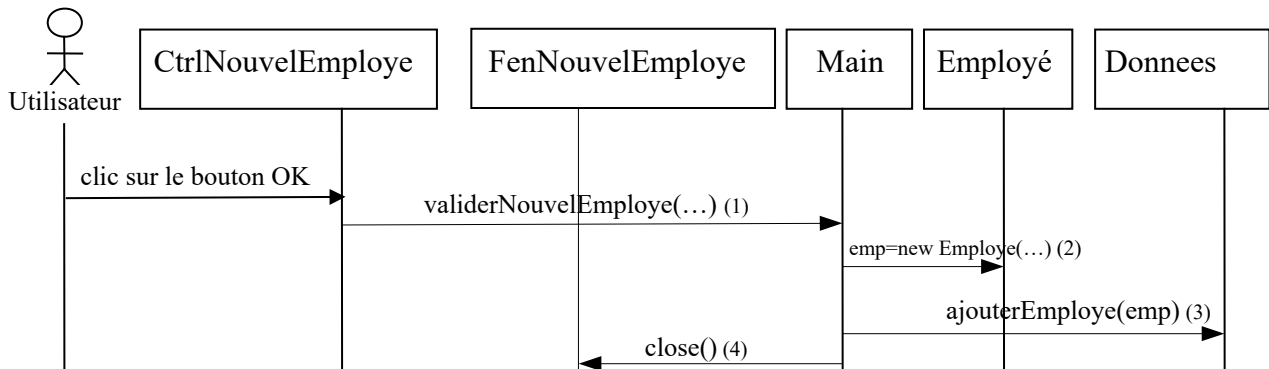 CtrlNouvelEmploye
FenNouvelEmploye
Main
Employé
Donnees
Utilisateur
clic sur le bouton OK
validerNouvelEmploye(…) (1)
emp=new Employe(…) (2)
ajouterEmploye(emp) (3)
close() (4)